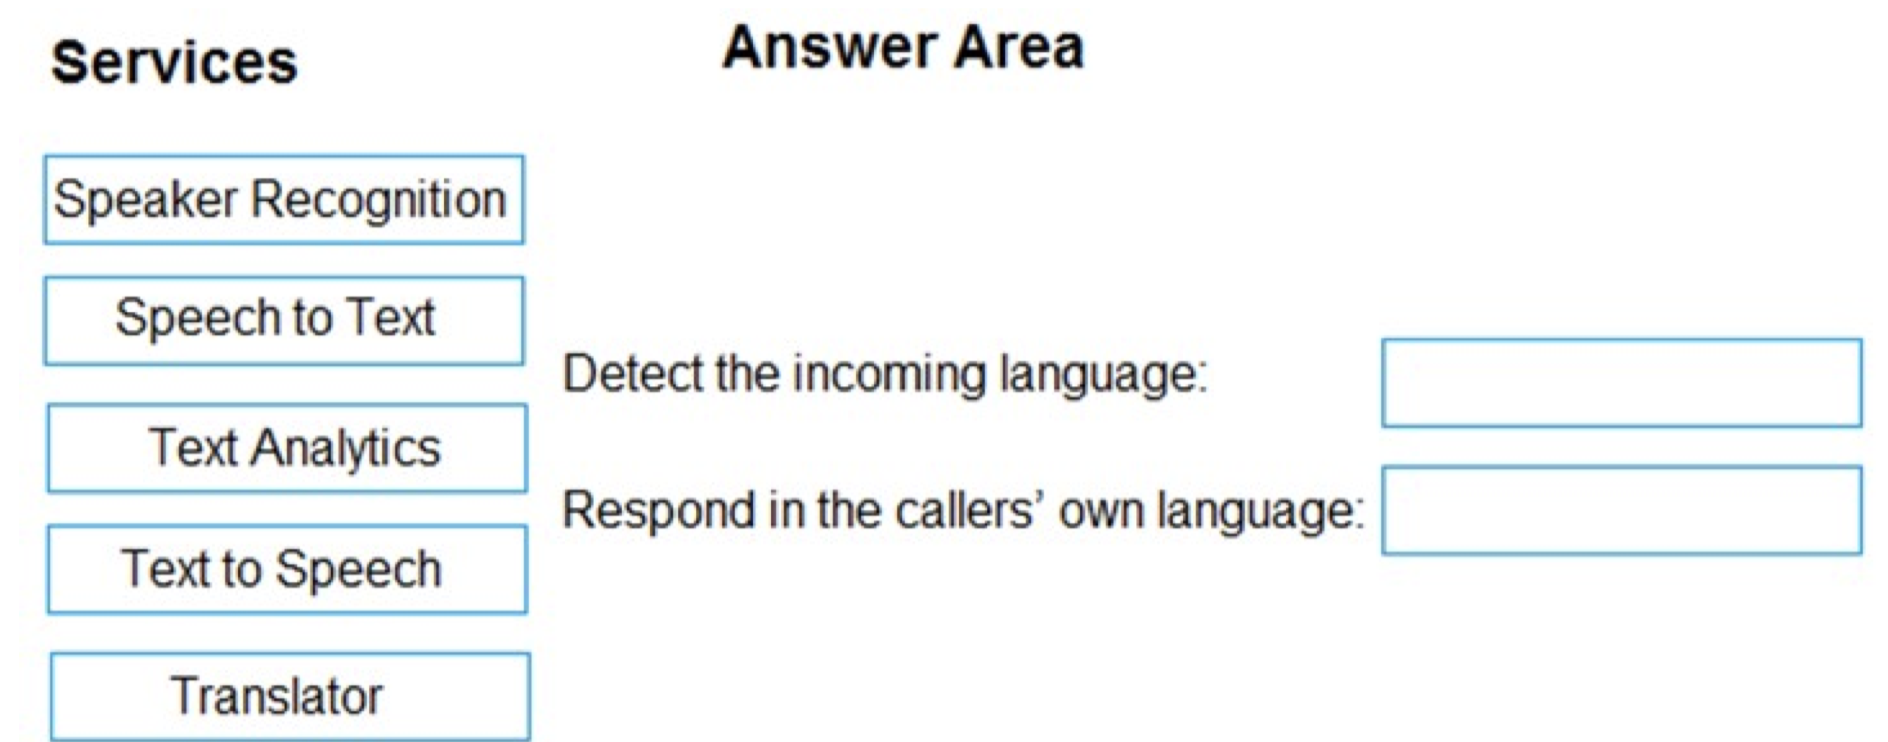 Services
Answer Area
Speaker Recognition
Speech to Text
Text Analytics
Text to Speech
Translator
Detect the incoming language:
Respond in the callers’ own language: